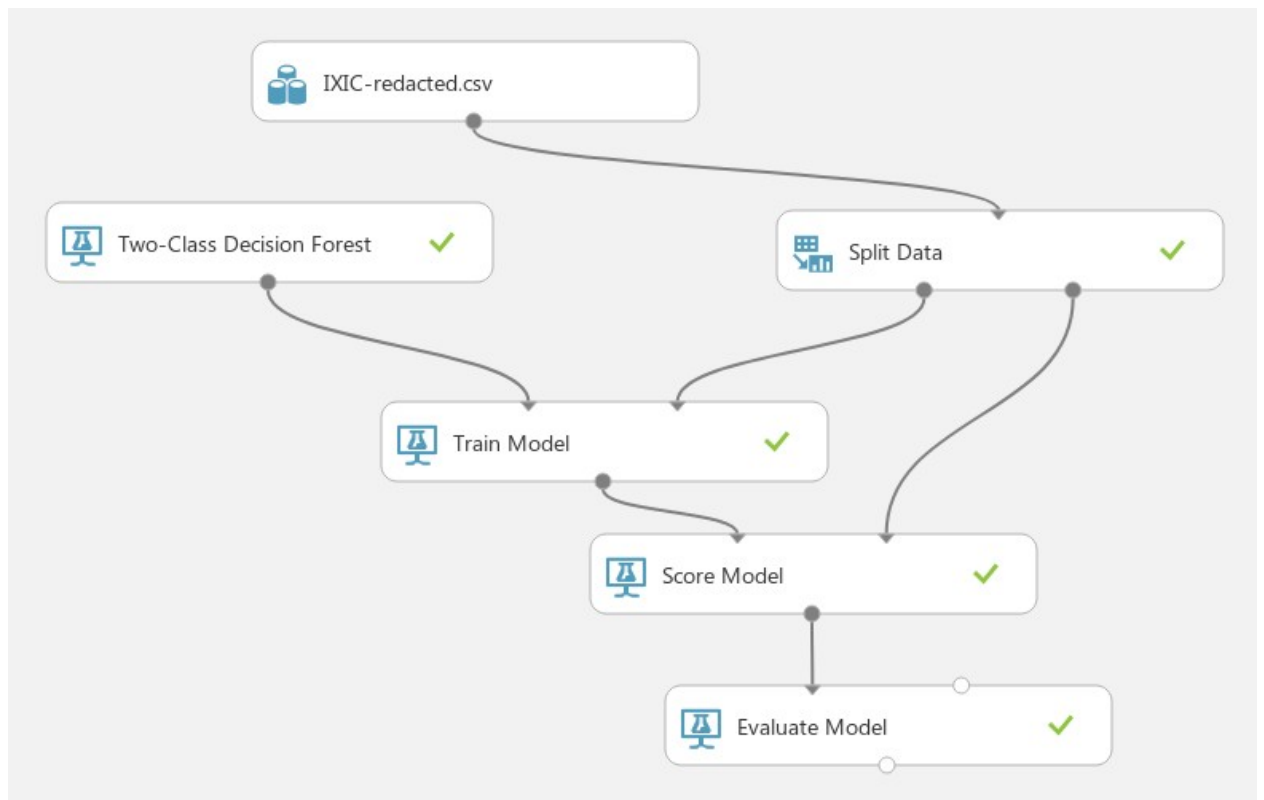 IXIC-redacted.csv
Two-Class Decision Forest
Split Data
Train Model
Score Model
Evaluate Model